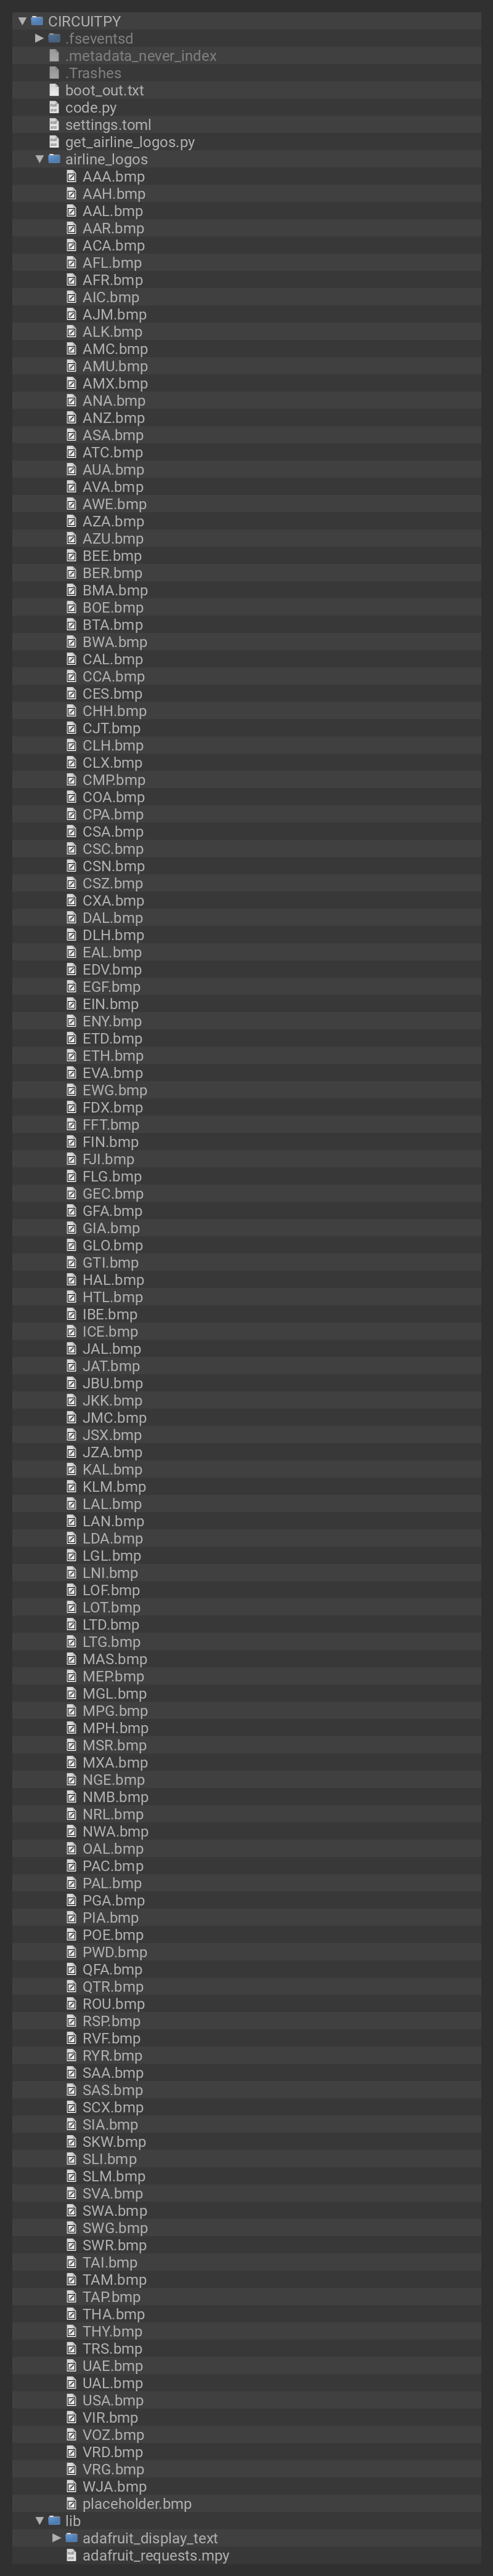 CIRCUITPY
.fseventsd
.metadata_never_index
.Trashes
boot_out.txt
code.py
settings.toml
get_airline_logos.py
airline_logos
AAA.bmp
AAH.bmp
AAL.bmp
AAR.bmp
ACA.bmp
AFL.bmp
AFR.bmp
AIC.bmp
AJM.bmp
ALK.bmp
AMC.bmp
AMU.bmp
AMX.bmp
ANA.bmp
ANZ.bmp
ASA.bmp
ATC.bmp
AUA.bmp
AVA.bmp
AWE.bmp
AZA.bmp
AZU.bmp
BEE.bmp
BER.bmp
BMA.bmp
BOE.bmp
BTA.bmp
BWA.bmp
CAL.bmp
CCA.bmp
CES.bmp
CHH.bmp
CJT.bmp
CLH.bmp
CLX.bmp
CMP.bmp
COA.bmp
CPA.bmp
CSA.bmp
CSC.bmp
CSN.bmp
CSZ.bmp
CXA.bmp
DAL.bmp
DLH.bmp
EAL.bmp
EDV.bmp
EGF.bmp
EIN.bmp
ENY.bmp
ETD.bmp
ETH.bmp
EVA.bmp
EWG.bmp
FDX.bmp
FFT.bmp
FIN.bmp
FJI.bmp
FLG.bmp
GEC.bmp
GFA.bmp
GIA.bmp
GLO.bmp
GTI.bmp
HAL.bmp
HTL.bmp
IBE.bmp
ICE.bmp
JAL.bmp
JAT.bmp
JBU.bmp
JKK.bmp
JMC.bmp
JSX.bmp
JZA.bmp
KAL.bmp
KLM.bmp
LAL.bmp
LAN.bmp
LDA.bmp
LGL.bmp
LNI.bmp
LOF.bmp
LOT.bmp
LTD.bmp
LTG.bmp
MAS.bmp
MEP.bmp
MGL.bmp
MPG.bmp
MPH.bmp
MSR.bmp
MXA.bmp
NGE.bmp
NMB.bmp
NRL.bmp
NWA.bmp
OAL.bmp
PAC.bmp
PAL.bmp
PGA.bmp
PIA.bmp
POE.bmp
PWD.bmp
QFA.bmp
QTR.bmp
ROU.bmp
RSP.bmp
RVF.bmp
RYR.bmp
SAA.bmp
SAS.bmp
SCX.bmp
SIA.bmp
SKW.bmp
SLI.bmp
SLM.bmp
SVA.bmp
SWA.bmp
SWG.bmp
SWR.bmp
TAI.bmp
TAM.bmp
TAP.bmp
THA.bmp
THY.bmp
TRS.bmp
UAE.bmp
UAL.bmp
USA.bmp
VIR.bmp
VOZ.bmp
VRD.bmp
VRG.bmp
WJA.bmp
placeholder.bmp
lib
adafruit_display_text
adafruit_requests.mpy